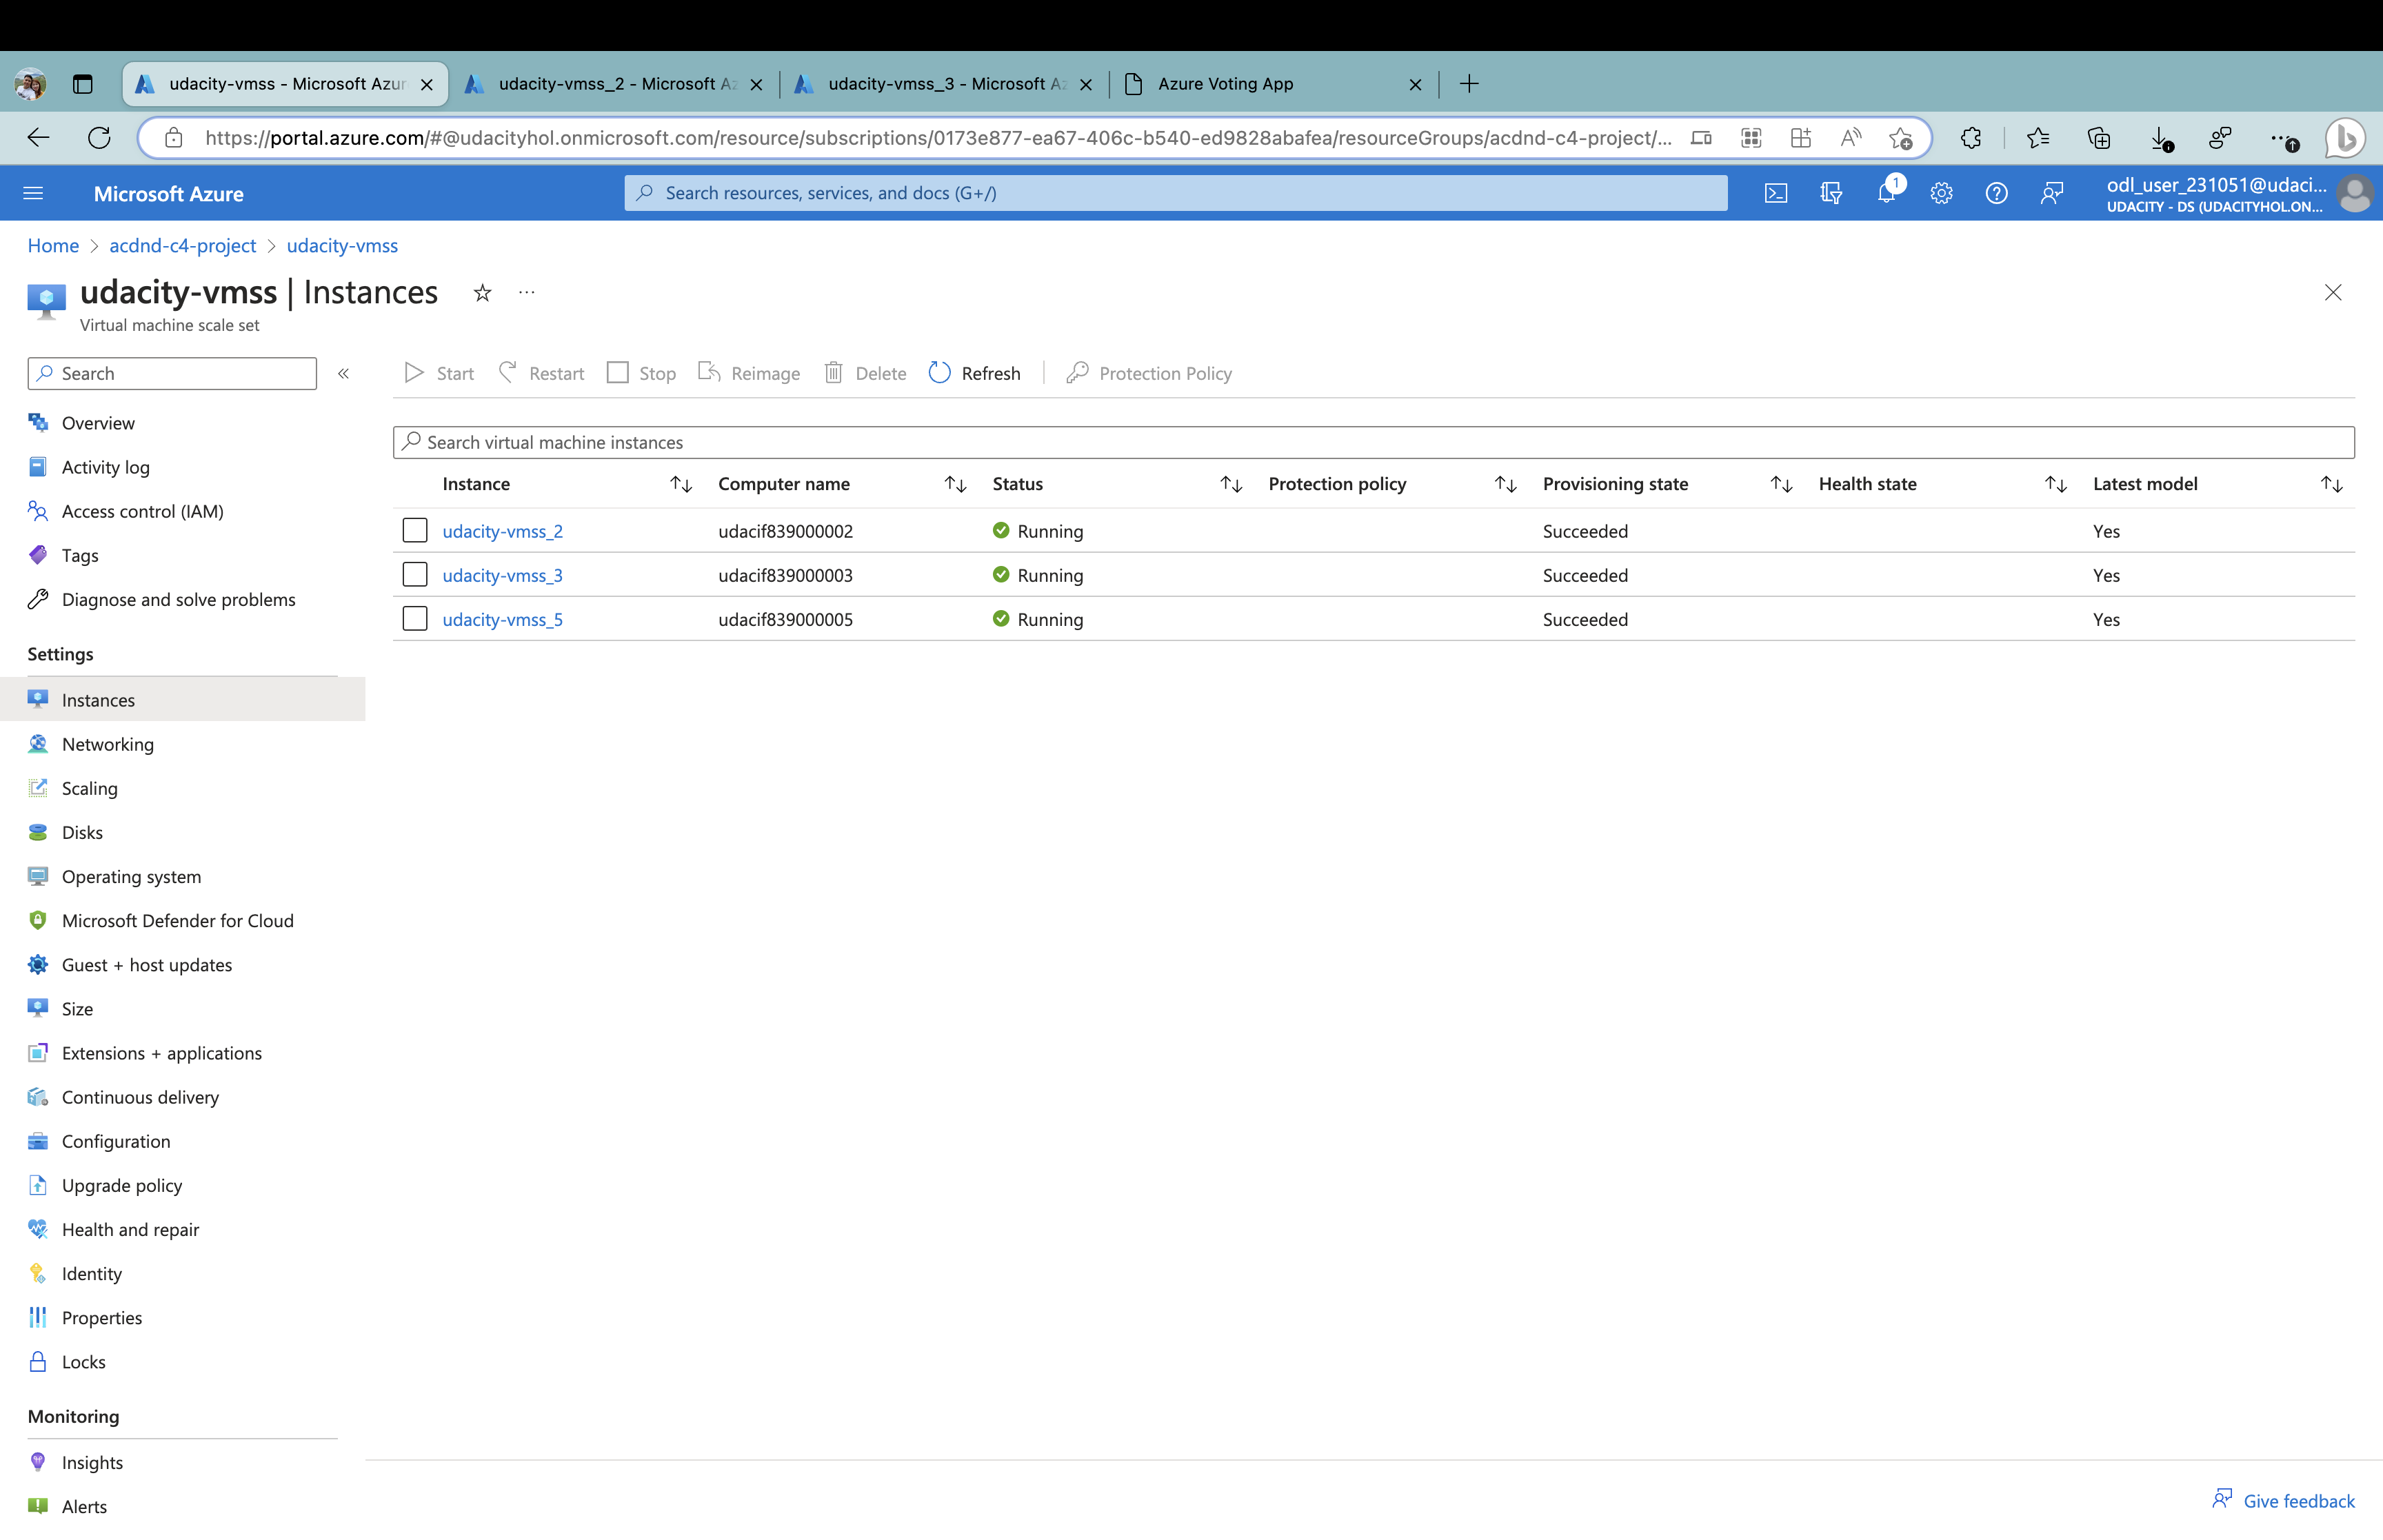 udacity-vmss - Microsoft Azur
udacity-vmss_2 - Microsoft Az
udacity-vmss_3 - Microsoft Az
Azure Voting App
https://portal.azure.com/#@udacityhol.onmicrosoft.com/resource/subscriptions/0173e877-ea67-406c-b540-ed9828abafea/resourceGroups/acdnd-c4-project/...
Microsoft Azure
Search resources, services, and docs (G+/)
1
odl_user_231051@udaci...
UDACITY - DS (UDACITYHOL.ON...
Home > acdnd-c4-project > udacity-vmss
udacity-vmss | Instances
Virtual machine scale set
Search
Start Restart Stop Reimage Delete Refresh Protection Policy
Search virtual machine instances
Instance Computer name Status Protection policy Provisioning state Health state Latest model
udacity-vmss_2 udacif839000002 Running Succeeded Yes
udacity-vmss_3 udacif839000003 Running Succeeded Yes
udacity-vmss_5 udacif839000005 Running Succeeded Yes
Overview
Activity log
Access control (IAM)
Tags
Diagnose and solve problems
Settings
Instances
Networking
Scaling
Disks
Operating system
Microsoft Defender for Cloud
Guest + host updates
Size
Extensions + applications
Continuous delivery
Configuration
Upgrade policy
Health and repair
Identity
Properties
Locks
Monitoring
Insights
Alerts
Give feedback